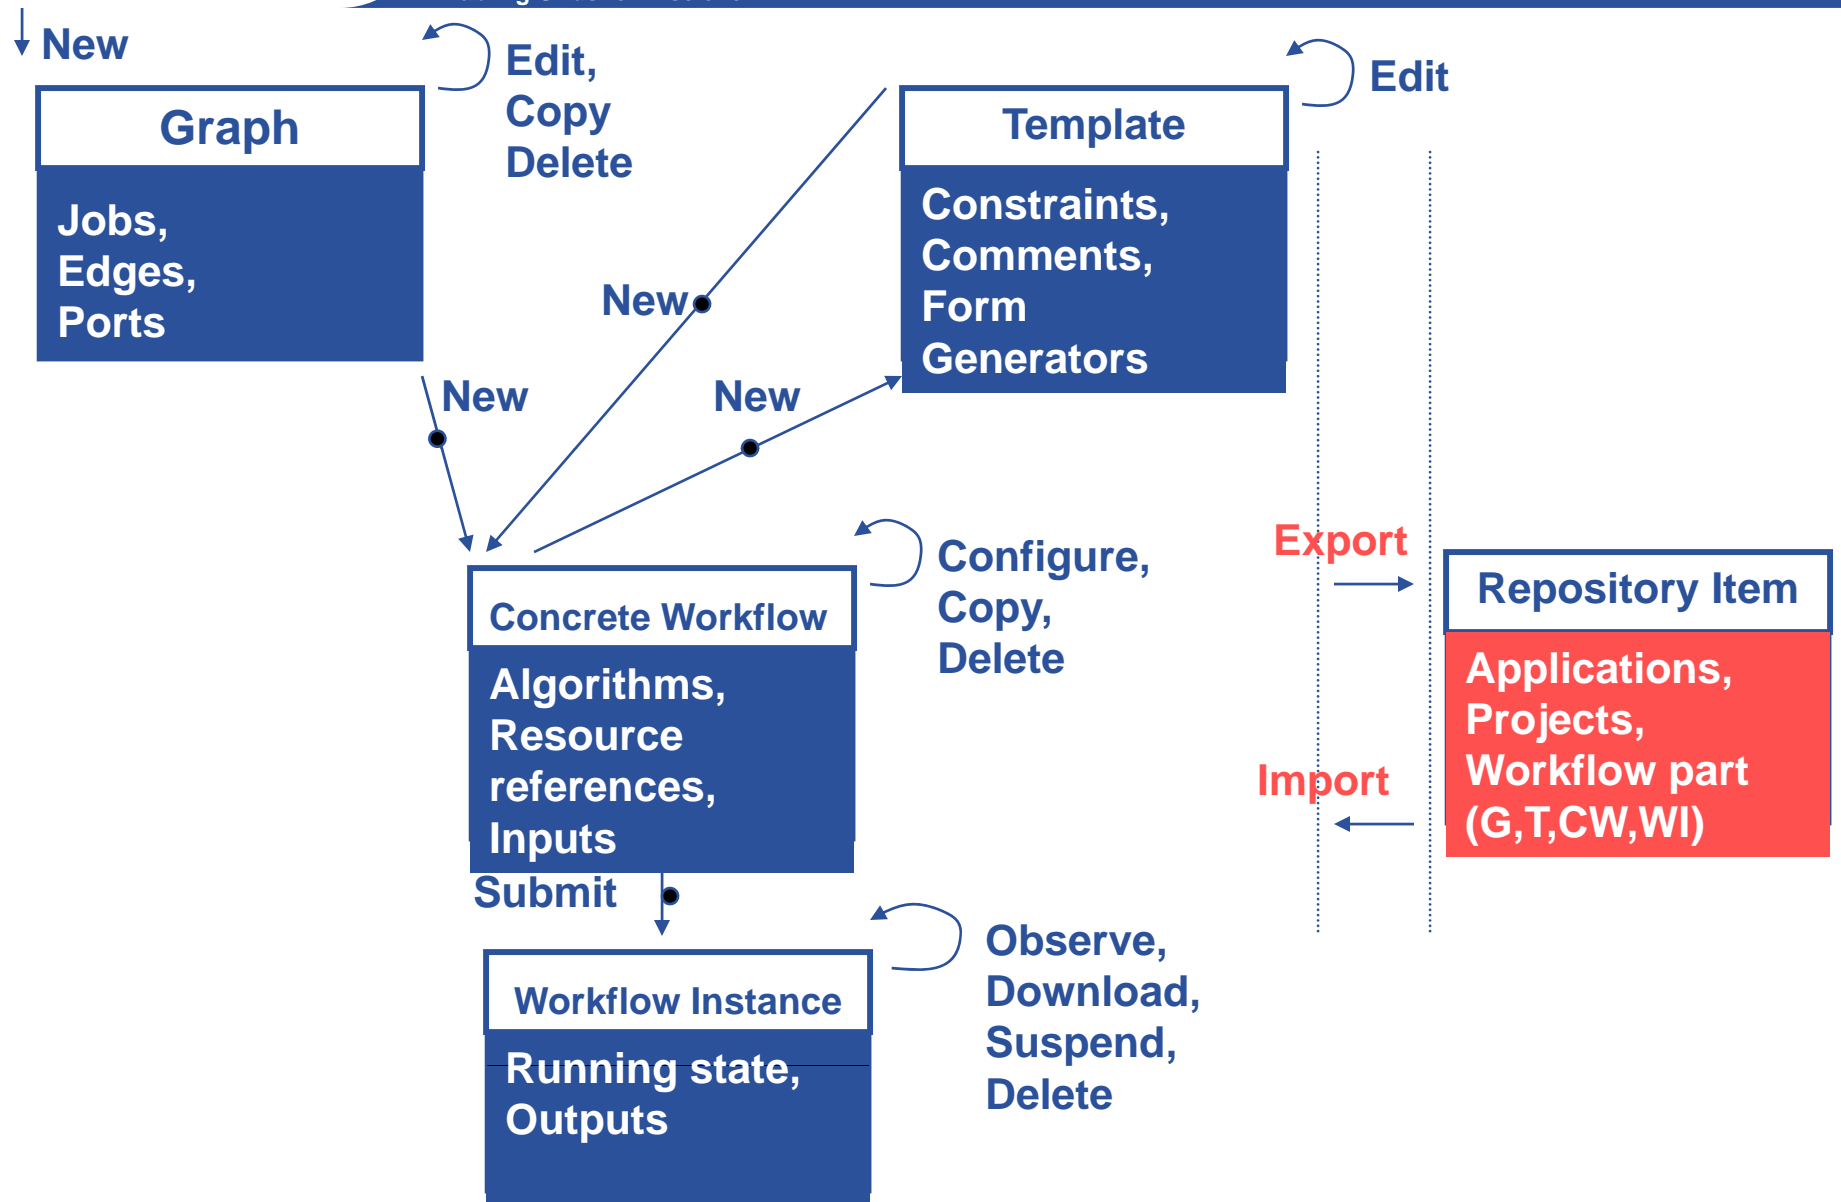 New
Graph
Jobs,
Edges,
Ports
Edit,
Copy
Delete
New
New
New
Template
Constraints,
Comments,
Form
Generators
Edit
Concrete Workflow
Algorithms,
Resource
references,
Inputs
Configure,
Copy,
Delete
Submit
Workflow Instance
Running state,
Outputs
Observe,
Download,
Suspend,
Delete
Export
Import
Repository Item
Applications,
Projects,
Workflow part
(G,T,CW,WI)